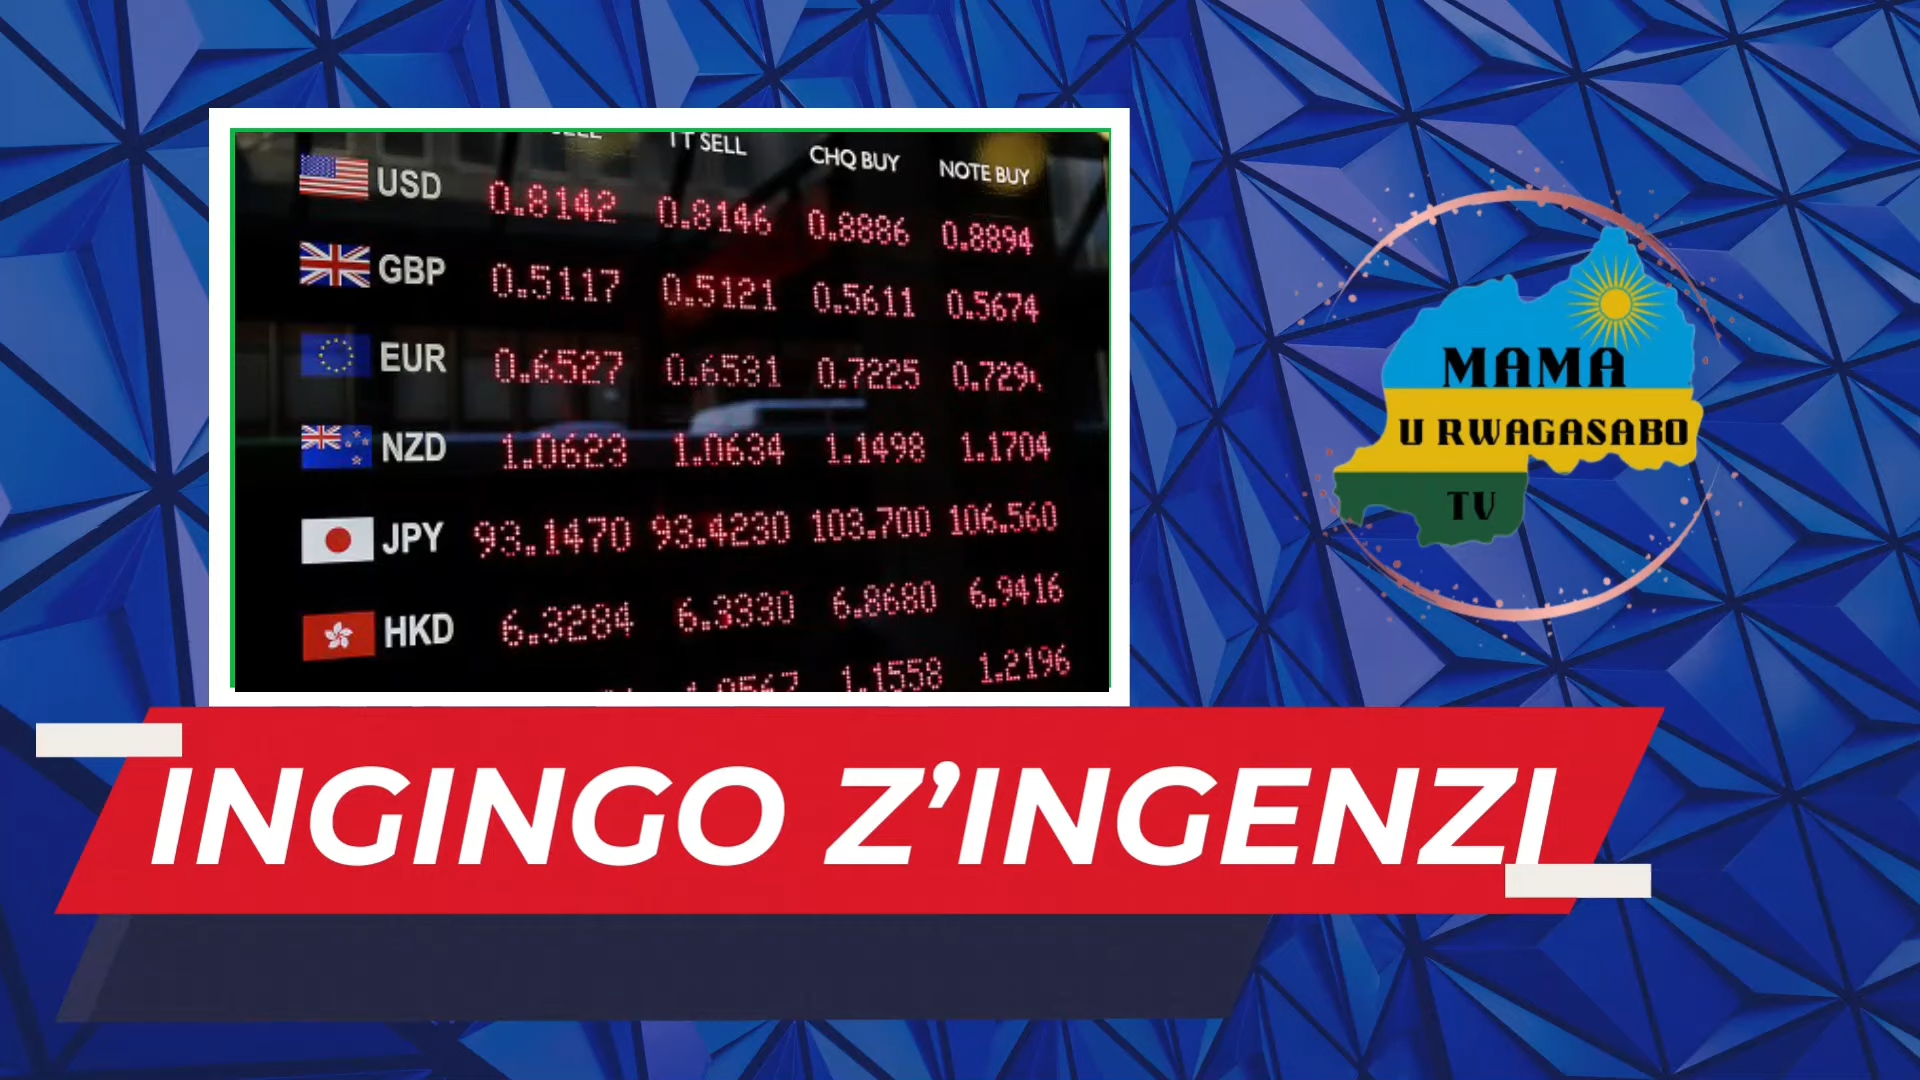 TT SELL CHQ BUY NOTE BUY
USD 0.8142 0.8146 0.8886 0.8894
GBP 0.5117 0.5121 0.5611 0.5674
EUR 0.6527 0.6531 0.7225
NZD 1.0623 1.0634 1.1498 1.1704
JPY 93.1470 93.4230 103.700 106.560
HKD 6.3284 6.3330 6.8680 6.9416
1.1558 1.2196
MAMA
U RWAGASABO
TV
INGINGO Z’INGENZI